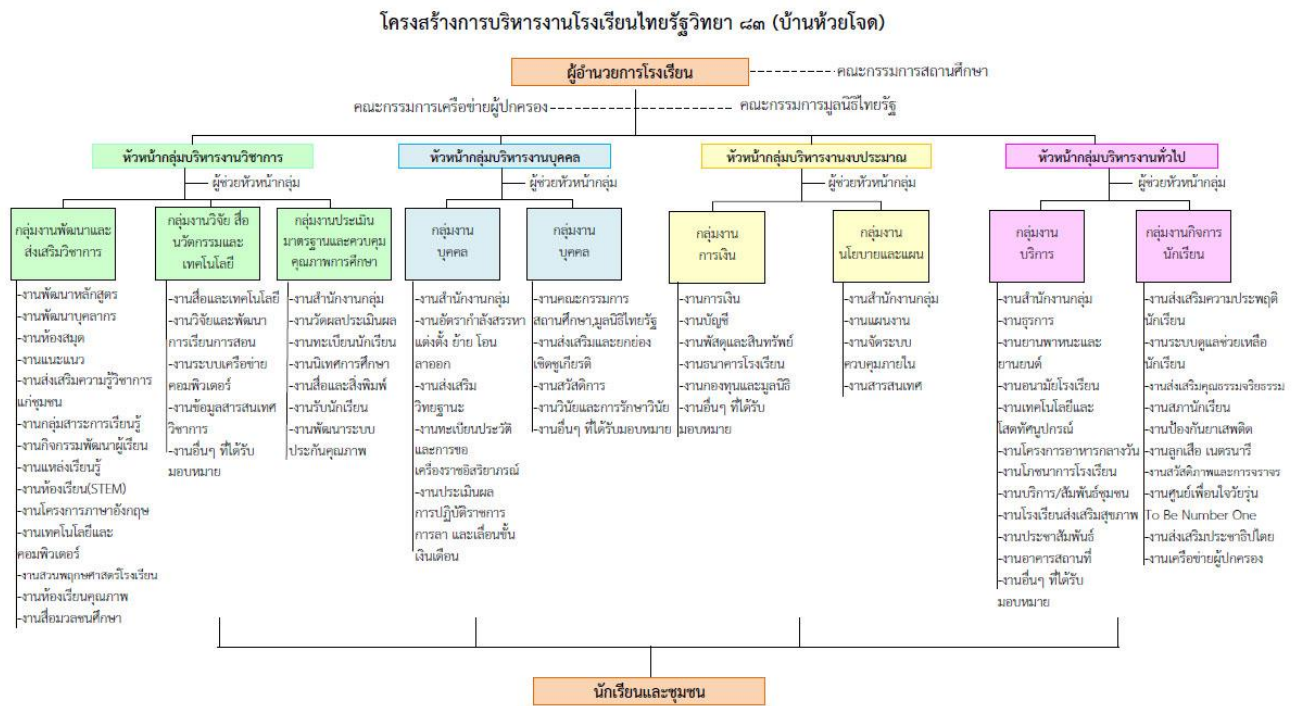 โครงสร้างการบริหารงานโรงเรียนไทยรัฐวิทยา ๘๓ (บ้านห้วยโจด)
ผู้อำนวยการโรงเรียน
คณะกรรมการสถานศึกษา
คณะกรรมการเครือข่ายผู้ปกครอง
คณะกรรมการมูลนิธิไทยรัฐ
หัวหน้ากลุ่มบริหารงานวิชาการ
ผู้ช่วยหัวหน้ากลุ่ม
กลุ่มงานพัฒนาและ
ส่งเสริมวิชาการ
-งานพัฒนาหลักสูตร
-งานพัฒนาบุคลากร
-งานห้องสมุด
-งานแนะแนว
-งานส่งเสริมความรู้วิชาการ
แก่ชุมชน
-งานกลุ่มสาระการเรียนรู้
-งานกิจกรรมพัฒนาผู้เรียน
-งานแหล่งเรียนรู้
-งานห้องเรียน(STEM)
-งานโครงการภาษาอังกฤษ
-งานเทคโนโลยีและ
คอมพิวเตอร์
-งานสวนพฤกษศาสตร์โรงเรียน
-งานห้องเรียนคุณภาพ
-งานสื่อมวลชนศึกษา
กลุ่มงานวิจัย สื่อ
นวัตกรรมและ
เทคโนโลยี
-งานสื่อและเทคโนโลยี
-งานวิจัยและพัฒนา
การเรียนการสอน
-งานระบบเครือข่าย
คอมพิวเตอร์
-งานข้อมูลสารสนเทศ
วิชาการ
-งานอื่นๆ ที่ได้รับ
มอบหมาย
กลุ่มงานประเมิน
มาตรฐานและควบคุม
คุณภาพการศึกษา
-งานสำนักงานกลุ่ม
-งานวัดผลประเมินผล
-งานทะเบียนนักเรียน
-งานนิเทศการศึกษา
-งานสื่อและสิ่งพิมพ์
-งานรับนักเรียน
-งานพัฒนาระบบ
ประกันคุณภาพ
หัวหน้ากลุ่มบริหารงานบุคคล
ผู้ช่วยหัวหน้ากลุ่ม
กลุ่มงาน
บุคคล
-งานสำนักงานกลุ่ม
-งานอัตรากำลังสรรหา
แต่งตั้ง ย้าย โอน
ลาออก
-งานส่งเสริม
วิทยฐานะ
-งานทะเบียนประวัติ
และการขอ
เครื่องราชอิสริยาภรณ์
-งานประเมินผล
การปฏิบัติราชการ
การลา และเลื่อนขั้น
เงินเดือน
กลุ่มงาน
บุคคล
-งานคณะกรรมการ
สถานศึกษา,มูลนิธิไทยรัฐ
-งานส่งเสริมและยกย่อง
เชิดชูเกียรติ
-งานสวัสดิการ
-งานวินัยและการรักษาวินัย
-งานอื่นๆ ที่ได้รับมอบหมาย
หัวหน้ากลุ่มบริหารงานงบประมาณ
ผู้ช่วยหัวหน้ากลุ่ม
กลุ่มงาน
การเงิน
-งานการเงิน
-งานบัญชี
-งานพัสดุและสินทรัพย์
-งานธนาคารโรงเรียน
-งานกองทุนและมูลนิธิ
-งานอื่นๆ ที่ได้รับ
มอบหมาย
กลุ่มงาน
นโยบายและแผน
-งานสำนักงานกลุ่ม
-งานแผนงาน
-งานจัดระบบ
ควบคุมภายใน
-งานสารสนเทศ
หัวหน้ากลุ่มบริหารงานทั่วไป
ผู้ช่วยหัวหน้ากลุ่ม
กลุ่มงาน
บริการ
-งานสำนักงานกลุ่ม
-งานธุรการ
-งานยานพาหนะและ
ยานยนต์
-งานอนามัยโรงเรียน
-งานเทคโนโลยีและ
โสตทัศนูปกรณ์
-งานโครงการอาหารกลางวัน
-งานโภชนาการโรงเรียน
-งานบริการ/สัมพันธ์ชุมชน
-งานโรงเรียนส่งเสริมสุขภาพ
-งานประชาสัมพันธ์
-งานอาคารสถานที่
-งานอื่นๆ ที่ได้รับ
มอบหมาย
กลุ่มงานกิจการ
นักเรียน
-งานส่งเสริมความประพฤติ
นักเรียน
-งานระบบดูแลช่วยเหลือ
นักเรียน
-งานส่งเสริมคุณธรรมจริยธรรม
-งานสภานักเรียน
-งานป้องกันยาเสพติด
-งานลูกเสือ เนตรนารี
-งานสวัสดิภาพและการจราจร
-งานศูนย์เพื่อนใจวัยรุ่น
To Be Number One
-งานส่งเสริมประชาธิปไตย
-งานเครือข่ายผู้ปกครอง
นักเรียนและชุมชน